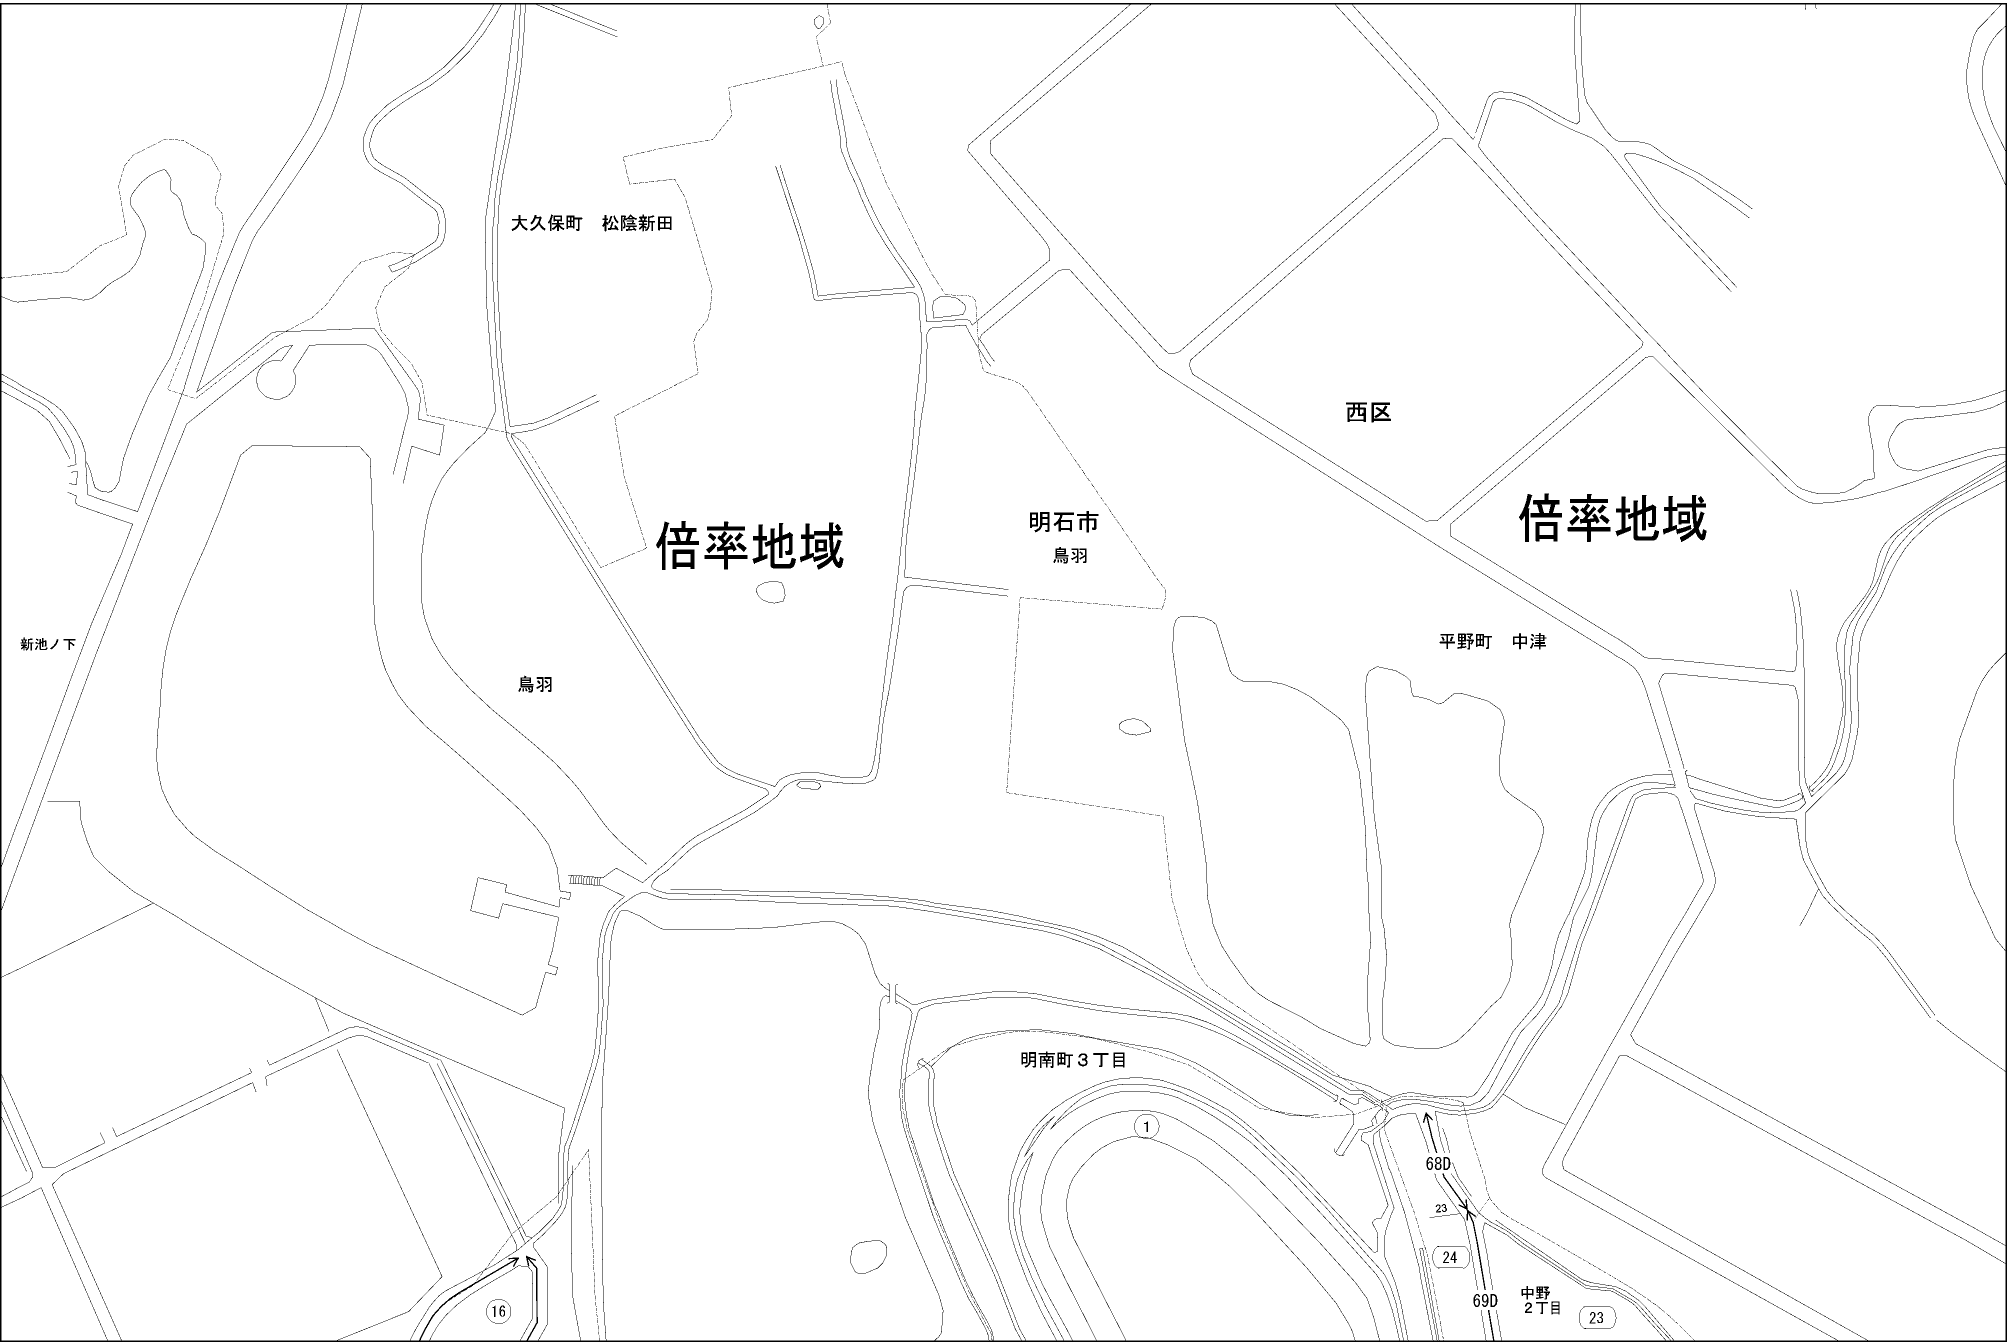 大久保町　松陰新田
西区
倍率地域
明石市
鳥羽
倍率地域
平野町　中津
新池ノ下
鳥羽
明南町３丁目
1
68D
23
24
16
69D
中野
２丁目
23